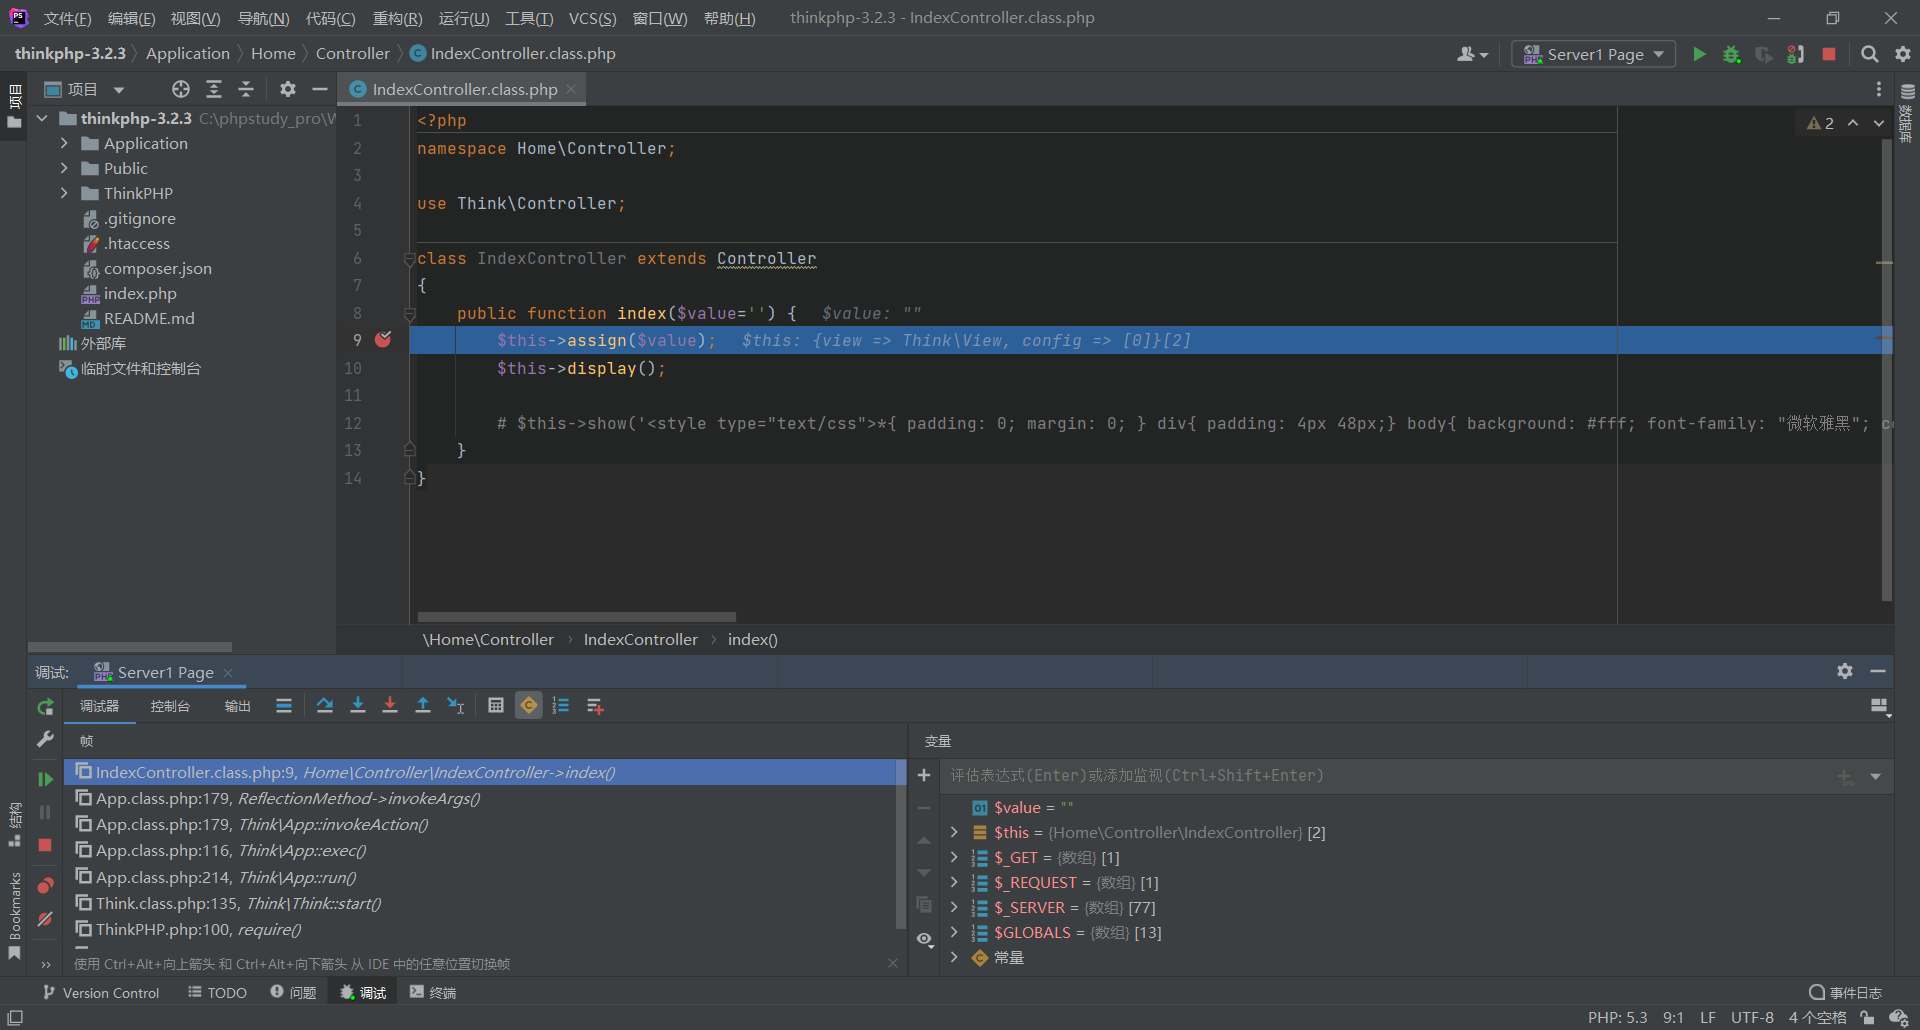 PS 文件(F) 编辑(E) 视图(V) 导航(N) 代码(C) 重构(R) 运行(U) 工具(T) VCS(S) 窗口(W) 帮助(H) thinkphp-3.2.3 - IndexController.class.php
thinkphp-3.2.3 Application Home Controller IndexController.class.php Server1 Page
项目
项目
IndexController.class.php
数据库
thinkphp-3.2.3 C:\phpstudy_pro\W
Application
Public
ThinkPHP
.gitignore
.htaccess
composer.json
index.php
README.md
外部库
临时文件和控制台
2
1 <?php
2 namespace Home\Controller;
3
4 use Think\Controller;
5
6 class IndexController extends Controller
7 {
8 public function index($value='') { $value: ""
9 $this->assign($value); $this: {view => Think\View, config => [0]}[2]
10 $this->display();
11
12 # $this->show('<style type="text/css">*{ padding: 0; margin: 0; } div{ padding: 4px 48px;} body{ background: #fff; font-family: "微软雅黑"; c
13 }
14 }
\Home\Controller › IndexController › index()
调试: Server1 Page
调试器 控制台 输出
帧
IndexController.class.php:9, Home\Controller\IndexController->index()
App.class.php:179, ReflectionMethod->invokeArgs()
App.class.php:179, Think\App::invokeAction()
App.class.php:116, Think\App::exec()
App.class.php:214, Think\App::run()
Think.class.php:135, Think\Think::start()
ThinkPHP.php:100, require()
使用 Ctrl+Alt+向上箭头 和 Ctrl+Alt+向下箭头 从 IDE 中的任意位置切换帧
变量
评估表达式(Enter)或添加监视(Ctrl+Shift+Enter)
$value = ""
$this = {Home\Controller\IndexController} [2]
$_GET = {数组} [1]
$_REQUEST = {数组} [1]
$_SERVER = {数组} [77]
$GLOBALS = {数组} [13]
常量
结构
Bookmarks
Version Control TODO 问题 调试 终端 事件日志
PHP: 5.3 9:1 LF UTF-8 4 个空格